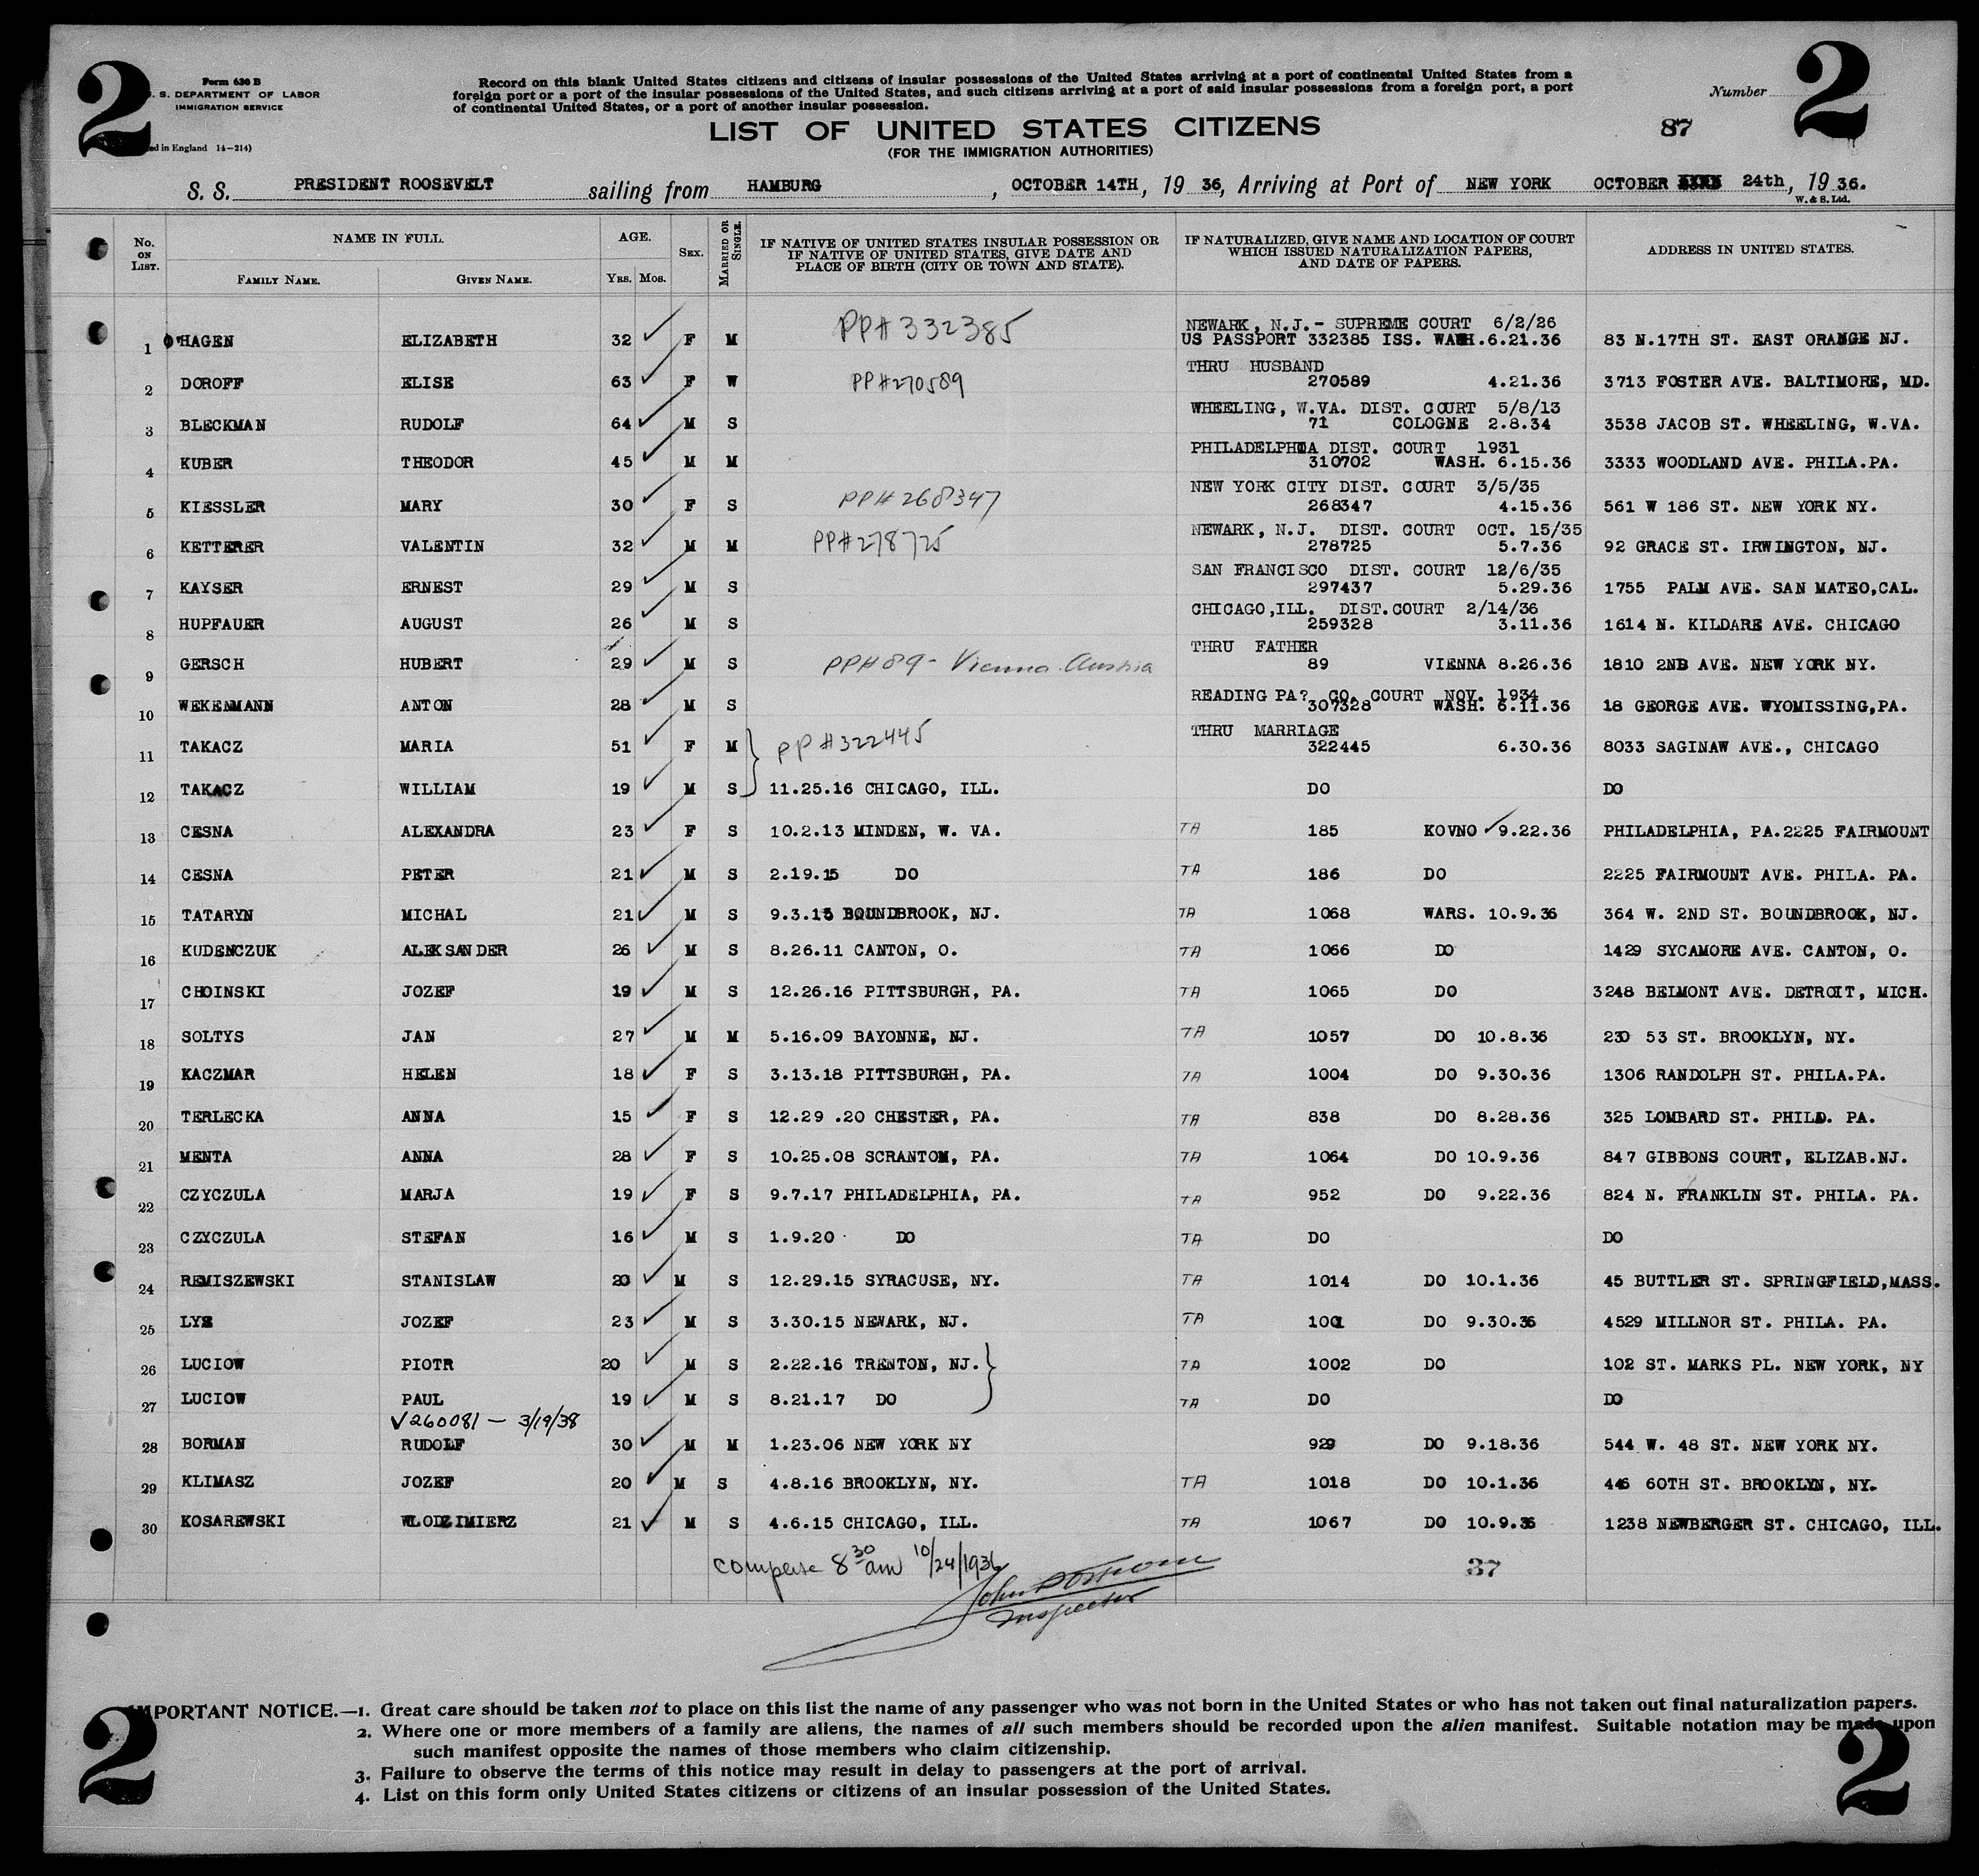 2
2
Form 630 B
U. S. DEPARTMENT OF LABOR
IMMIGRATION SERVICE
ed in England 14—214)
Record on this blank United States citizens and citizens of insular possessions of the United States arriving at a port of continental United States from a
foreign port or a port of the insular possessions of the United States, and such citizens arriving at a port of said insular possessions from a foreign port, a port
of continental United States, or a port of another insular possession.
Number
87
LIST OF UNITED STATES CITIZENS
(FOR THE IMMIGRATION AUTHORITIES)
S. S. PRESIDENT ROOSEVELT sailing from HAMBURG, OCTOBER 14TH, 19 36, Arriving at Port of NEW YORK OCTOBER 24th, 19 36.
W. & S. Ltd.
No. ON LIST. NAME IN FULL. AGE. SEX. MARRIED OR SINGLE. IF NATIVE OF UNITED STATES INSULAR POSSESSION OR IF NATIVE OF UNITED STATES, GIVE DATE AND PLACE OF BIRTH (CITY OR TOWN AND STATE). IF NATURALIZED, GIVE NAME AND LOCATION OF COURT WHICH ISSUED NATURALIZATION PAPERS, AND DATE OF PAPERS. ADDRESS IN UNITED STATES.
FAMILY NAME. GIVEN NAME. YRS. MOS.
PP# 332385 NEWARK, N.J.- SUPREME COURT 6/2/26
1 HAGEN ELIZABETH 32 F M US PASSPORT 332385 ISS. WASH.6.21.36 83 N.17TH ST. EAST ORANGE NJ.
THRU HUSBAND
2 DOROFF ELISE 63 F W PP#270589 270589 4.21.36 3713 FOSTER AVE. BALTIMORE, MD.
WHEELING, W.VA. DIST. COURT 5/8/13
3 BLECKMAN RUDOLF 64 M S 71 COLOGNE 2.8.34 3538 JACOB ST. WHEELING, W.VA.
PHILADELPHIA DIST. COURT 1931
4 KUBER THEODOR 45 M M 310702 WASH. 6.15.36 3333 WOODLAND AVE. PHILA.PA.
NEW YORK CITY DIST. COURT 3/5/35
5 KIESSLER MARY 30 F S PP# 268347 268347 4.15.36 561 W 186 ST. NEW YORK NY.
NEWARK, N.J. DIST. COURT OCT. 15/35
6 KETTERER VALENTIN 32 M M PP#278725 278725 5.7.36 92 GRACE ST. IRWINGTON, NJ.
SAN FRANCISCO DIST. COURT 12/6/35
7 KAYSER ERNEST 29 M S 297437 5.29.36 1755 PALM AVE. SAN MATEO,CAL.
CHICAGO,ILL. DIST.COURT 2/14/36
8 HUPFAUER AUGUST 26 M S 259328 3.11.36 1614 N. KILDARE AVE. CHICAGO
THRU FATHER
9 GERSCH HUBERT 29 M S PP#89- Vienna. Austria 89 VIENNA 8.26.36 1810 2ND AVE. NEW YORK NY.
READING PA? CO. COURT NOV. 1934
10 WEKENMANN ANTON 28 M S 307328 WASH. 6.11.36 18 GEORGE AVE. WYOMISSING,PA.
THRU MARRIAGE
11 TAKACZ MARIA 51 F M PP #322445 322445 6.30.36 8033 SAGINAW AVE., CHICAGO
12 TAKACZ WILLIAM 19 M S 11.25.16 CHICAGO, ILL. DO DO
13 CESNA ALEXANDRA 23 F S 10.2.13 MINDEN, W. VA. TA 185 KOVNO 9.22.36 PHILADELPHIA, PA.2225 FAIRMOUNT
14 CESNA PETER 21 M S 2.19.15 DO TA 186 DO 2225 FAIRMOUNT AVE. PHILA. PA.
15 TATARYN MICHAL 21 M S 9.3.15 BOUNDBROOK, NJ. TA 1068 WARS. 10.9.36 364 W. 2ND ST. BOUNDBROOK, NJ.
16 KUDENCZUK ALEKSANDER 26 M S 8.26.11 CANTON, O. TA 1066 DO 1429 SYCAMORE AVE. CANTON, O.
17 CHOINSKI JOZEF 19 M S 12.26.16 PITTSBURGH, PA. TA 1065 DO 3248 BELMONT AVE. DETROIT, MICH.
18 SOLTYS JAN 27 M M 5.16.09 BAYONNE, NJ. TA 1057 DO 10.8.36 230 53 ST. BROOKLYN, NY.
19 KACZMAR HELEN 18 F S 3.13.18 PITTSBURGH, PA. TA 1004 DO 9.30.36 1306 RANDOLPH ST. PHILA.PA.
20 TERLECKA ANNA 15 F S 12.29 .20 CHESTER, PA. TA 838 DO 8.28.36 325 LOMBARD ST. PHILD. PA.
21 MENTA ANNA 28 F S 10.25.08 SCRANTON, PA. TA 1064 DO 10.9.36 847 GIBBONS COURT, ELIZAB.NJ.
22 CZYCZULA MARJA 19 F S 9.7.17 PHILADELPHIA, PA. TA 952 DO 9.22.36 824 N. FRANKLIN ST. PHILA. PA.
23 CZYCZULA STEFAN 16 M S 1.9.20 DO TA DO DO
24 REMISZEWSKI STANISLAW 20 M S 12.29.15 SYRACUSE, NY. TA 1014 DO 10.1.36 45 BUTTLER ST. SPRINGFIELD,MASS.
25 LYS JOZEF 23 M S 3.30.15 NEWARK, NJ. TA 1001 DO 9.30.36 4529 MILLNOR ST. PHILA. PA.
26 LUCIOW PIOTR 20 M S 2.22.16 TRENTON, NJ. TA 1002 DO 102 ST. MARKS PL. NEW YORK, NY
27 LUCIOW PAUL 19 M S 8.21.17 DO TA DO DO
V260081 — 3/19/38
28 BORMAN RUDOLF 30 M M 1.23.06 NEW YORK NY 929 DO 9.18.36 544 W. 48 ST. NEW YORK NY.
29 KLIMASZ JOZEF 20 M S 4.8.16 BROOKLYN, NY. TA 1018 DO 10.1.36 446 60TH ST. BROOKLYN, NY.
30 KOSAREWSKI WLODZIMIERZ 21 M S 4.6.15 CHICAGO, ILL. TA 1067 DO 10.9.36 1238 NEWBERGER ST. CHICAGO, ILL.
8 30 am 10/24/1936
37
John
Inspector
IMPORTANT NOTICE.—1. Great care should be taken not to place on this list the name of any passenger who was not born in the United States or who has not taken out final naturalization papers.
2. Where one or more members of a family are aliens, the names of all such members should be recorded upon the alien manifest. Suitable notation may be made upon
such manifest opposite the names of those members who claim citizenship.
3. Failure to observe the terms of this notice may result in delay to passengers at the port of arrival.
4. List on this form only United States citizens or citizens of an insular possession of the United States.
2
2